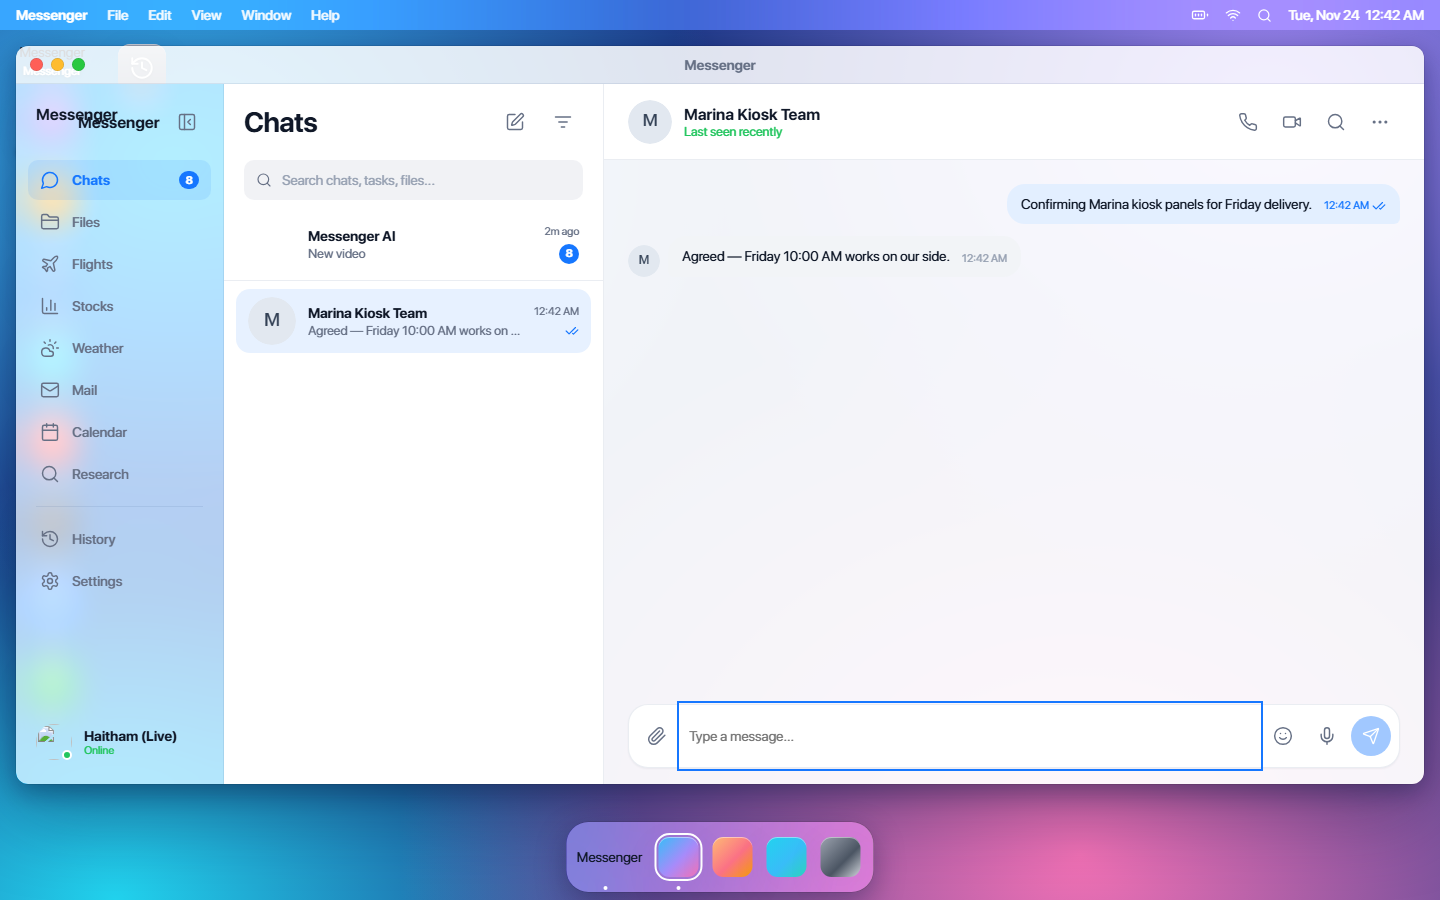 Messenger File Edit View Window Help
Tue, Nov 24 12:42 AM
Messenger
Messenger
Messenger
Messenger
Messenger
Chats 8
Files
Flights
Stocks
Weather
Mail
Calendar
Research
History
Settings
Haitham (Live)
Online
Chats
Search chats, tasks, files...
Messenger AI 2m ago
New video 8
M
Marina Kiosk Team 12:42 AM
Agreed — Friday 10:00 AM works on ...
M
Marina Kiosk Team
Last seen recently
Confirming Marina kiosk panels for Friday delivery. 12:42 AM
M
Agreed — Friday 10:00 AM works on our side. 12:42 AM
Type a message...
Messenger